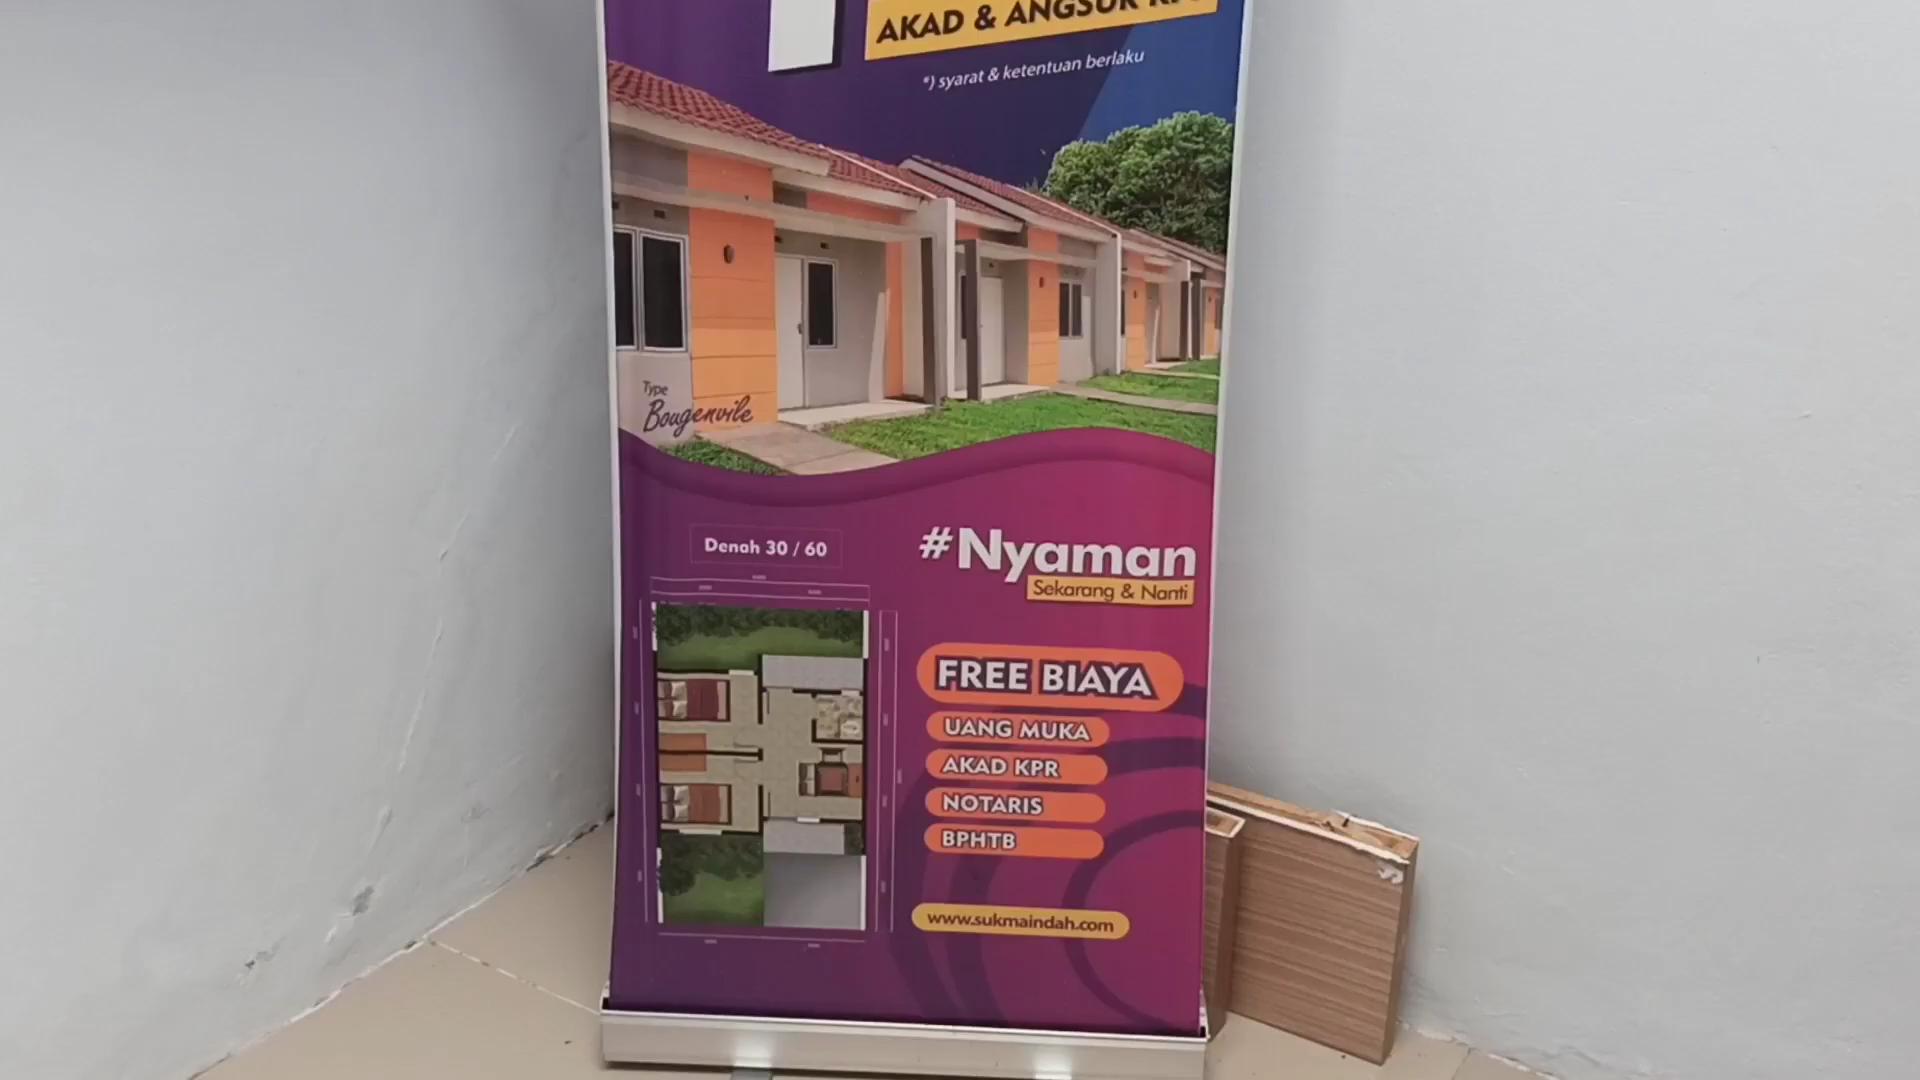 AKAD & ANGSUR
*) syarat & ketentuan berlaku
Type
Bougenvile
Denah 30 / 60
#Nyaman
Sekarang & Nanti
FREE BIAYA
UANG MUKA
AKAD KPR
NOTARIS
BPHTB
www.sukmaindah.com